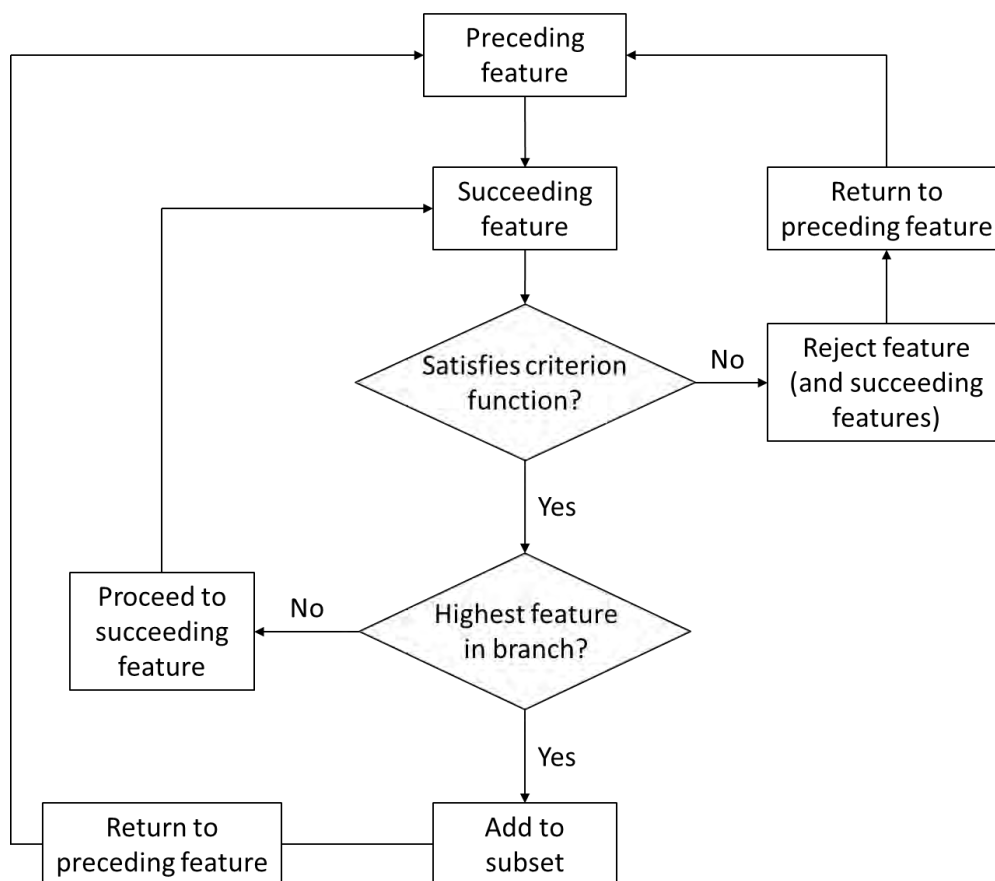 Preceding
feature
Succeeding
feature
Return to
preceding feature
Satisfies criterion
function?
No
Reject feature
(and succeeding
features)
Yes
Proceed to
succeeding
feature
No
Highest feature
in branch?
Yes
Return to
preceding feature
Add to
subset